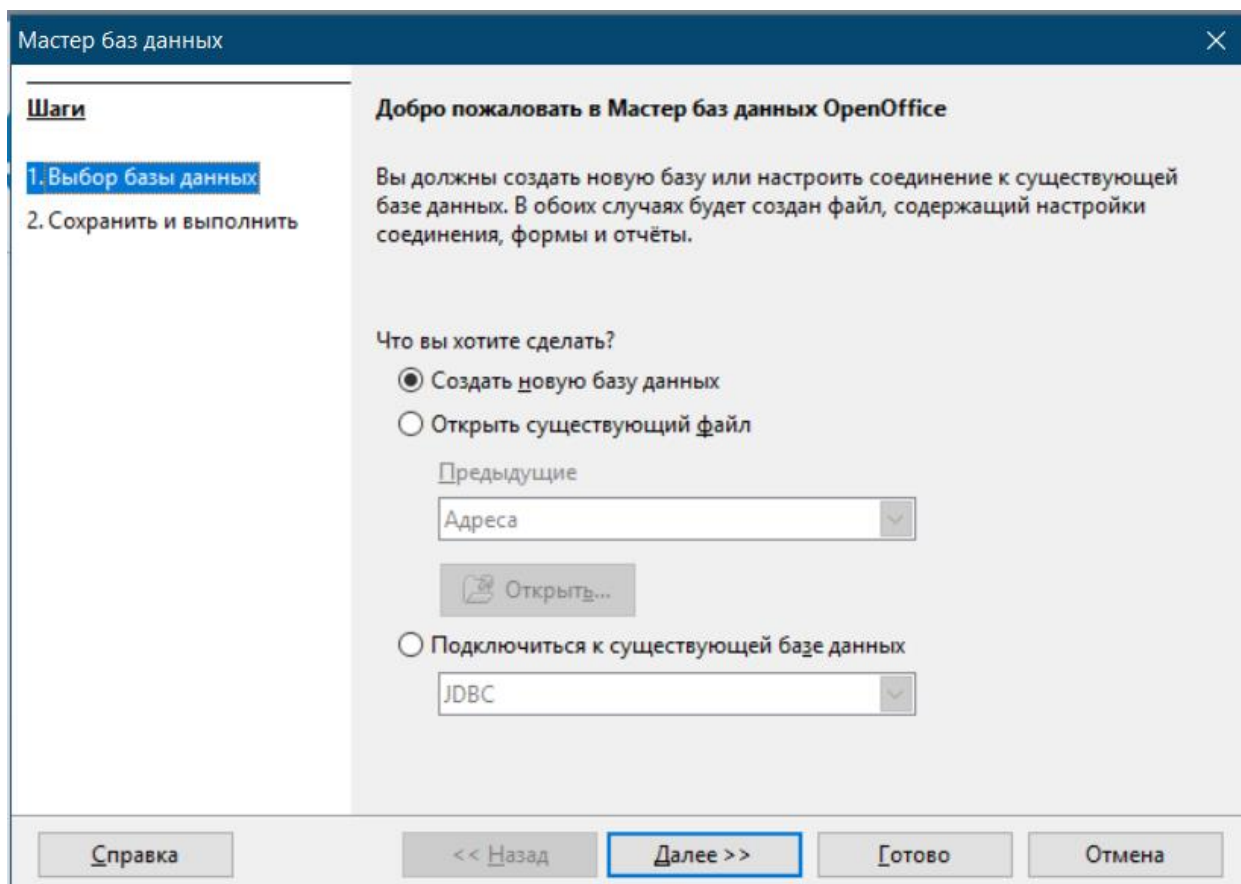 Мастер баз данных
Шаги
1. Выбор базы данных
2. Сохранить и выполнить
Добро пожаловать в Мастер баз данных OpenOffice
Вы должны создать новую базу или настроить соединение к существующей
базе данных. В обоих случаях будет создан файл, содержащий настройки
соединения, формы и отчёты.
Что вы хотите сделать?
Создать новую базу данных
Открыть существующий файл
Предыдущие
Адреса
Открыть...
Подключиться к существующей базе данных
JDBC
Справка
<< Назад
Далее >>
Готово
Отмена